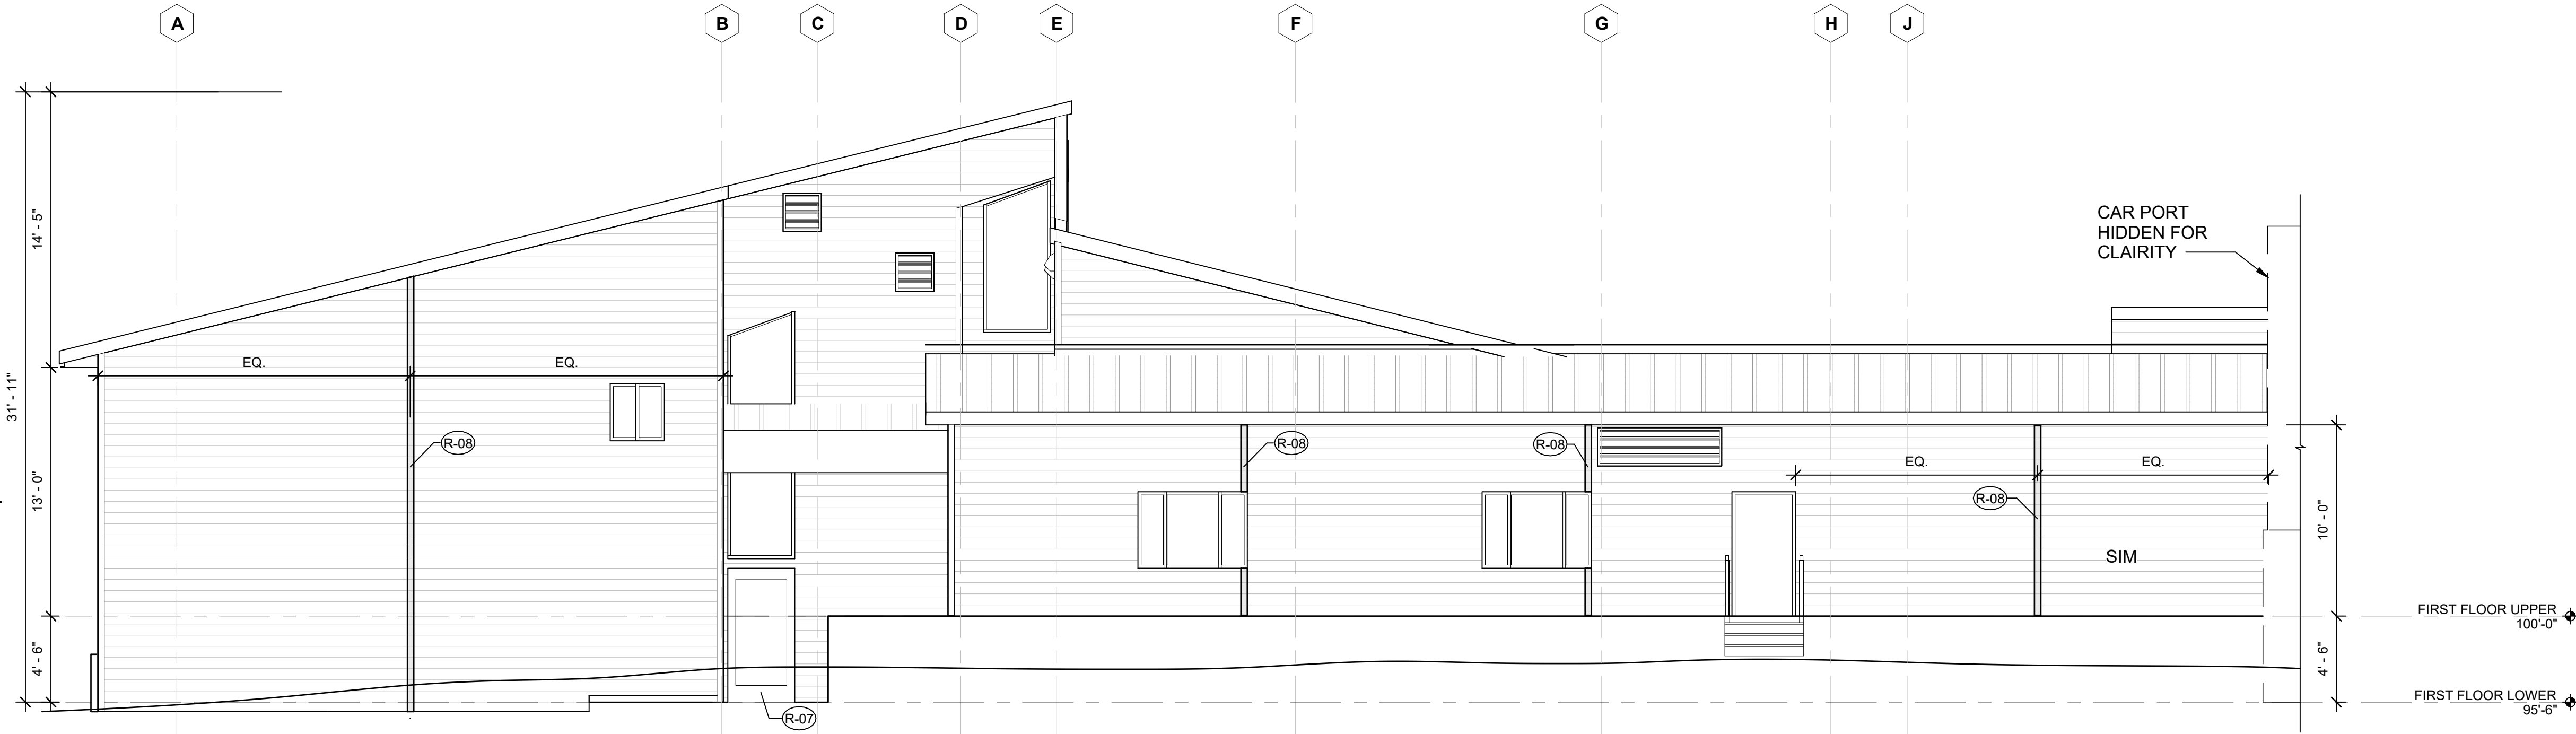 A
B
C
D
E
F
G
H
J
14' - 5"
31' - 11"
13' - 0"
4' - 6"
EQ.
EQ.
R-08
R-07
R-08
R-08
CAR PORT
HIDDEN FOR
CLAIRITY
EQ.
EQ.
R-08
SIM
10' - 0"
4' - 6"
FIRST FLOOR UPPER
100'-0"
FIRST FLOOR LOWER
95'-6"